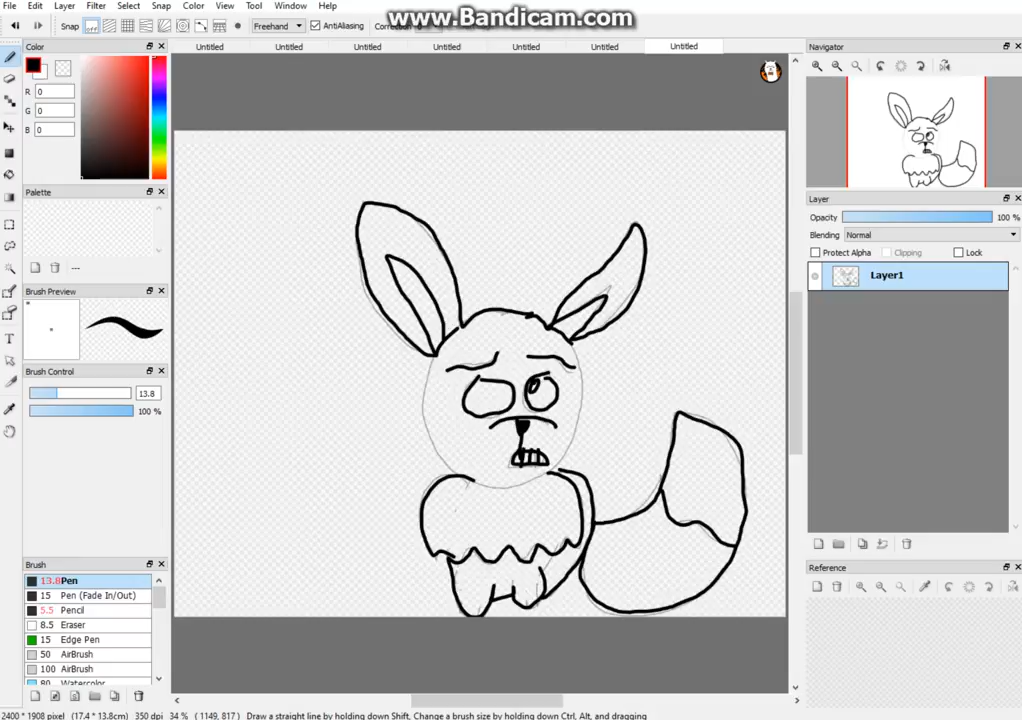 www.Bandicam.com
File Edit View Layer Filter Select Snap Color View Tool Window Help
Snap off Freehand AntiAliasing Correction
Untitled Untitled Untitled Untitled Untitled Untitled Untitled
Color
R 0
G 0
B 0
Palette
---
Brush Preview
Brush Control
13.8
100 %
Brush
13.8 Pen
15 Pen (Fade In/Out)
5.5 Pencil
8.5 Eraser
15 Edge Pen
50 AirBrush
100 AirBrush
80 Watercolor
Navigator
Layer
Opacity 100 %
Blending Normal
Protect Alpha Clipping Lock
Layer1
Reference
2400 * 1908 pixel (17.4 * 13.8cm) 350 dpi 34 % ( 1149, 817 ) Draw a straight line by holding down Shift, Change a brush size by holding down Ctrl, Alt, and dragging